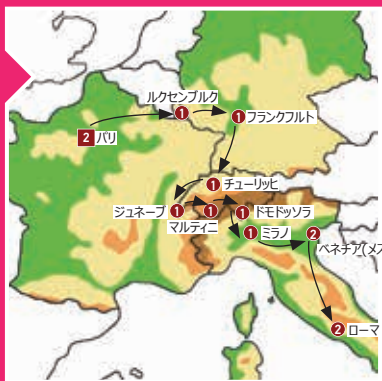 ルクセンブルク
1
1 フランクフルト
2 パリ
1 チューリッヒ
ジュネーブ 1
1
マルティニ
1 ドモドッソラ
1 ミラノ
2
ベネチア(メス
2 ローマ